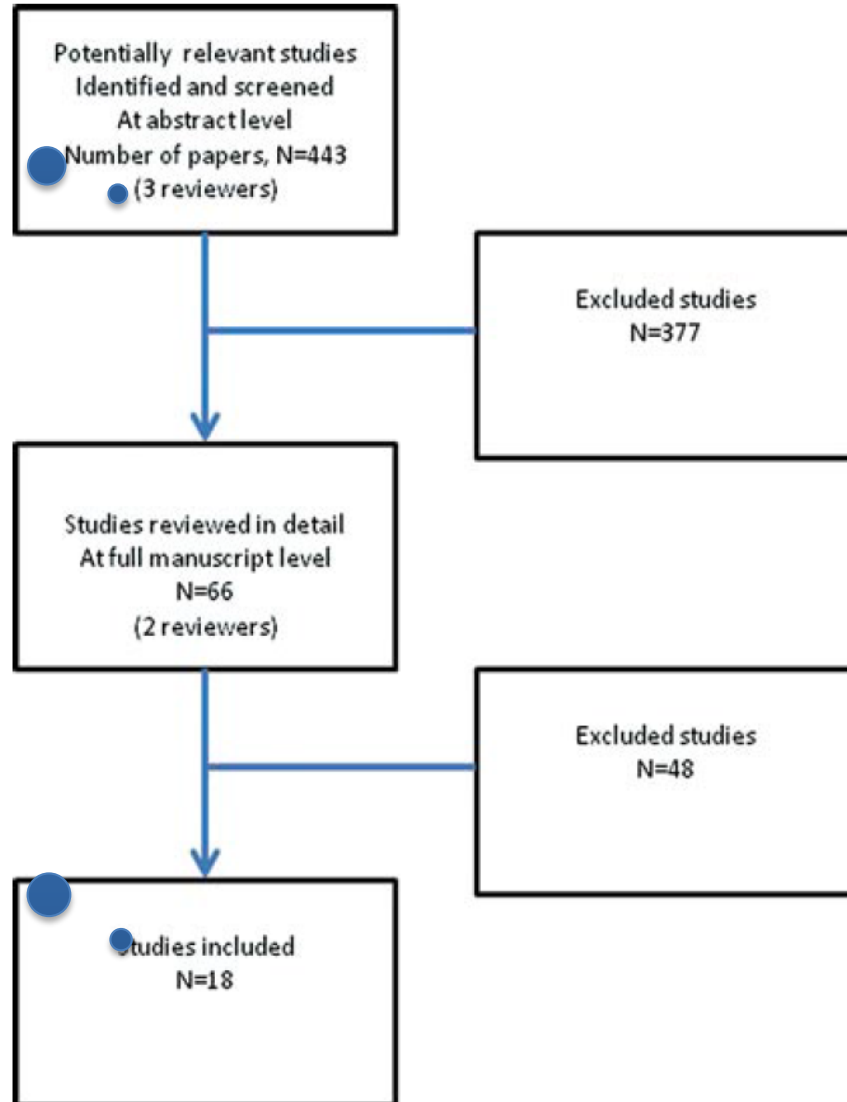 Potentially relevant studies
Identified and screened
At abstract level
Number of papers, N=443
(3 reviewers)
Excluded studies
N=377
Studies reviewed in detail
At full manuscript level
N=66
(2 reviewers)
Excluded studies
N=48
Studies included
N=18